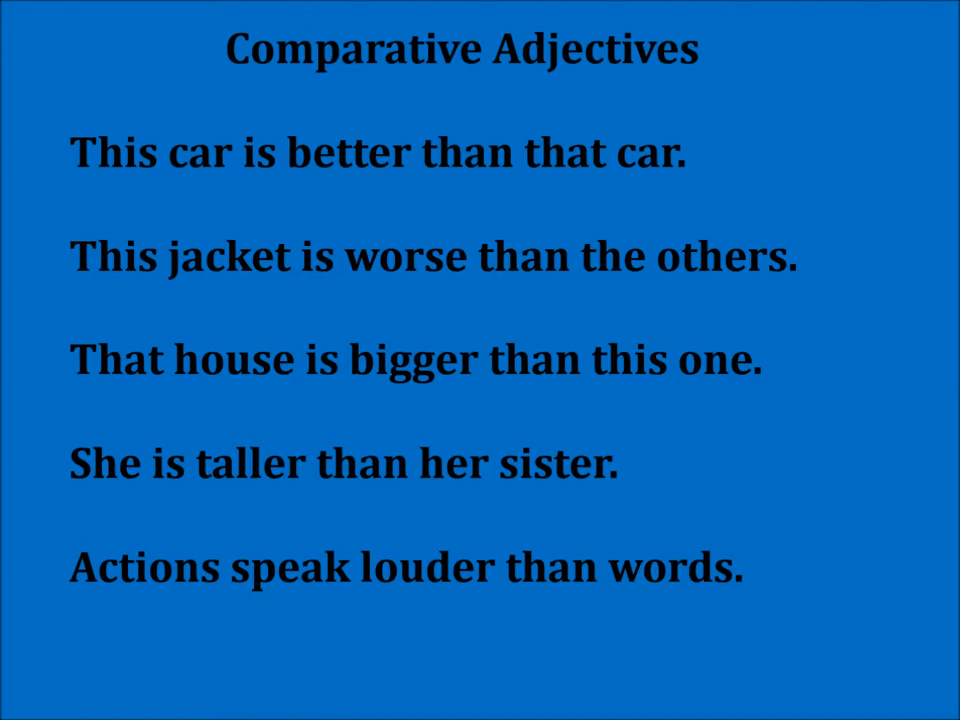 Comparative Adjectives
This car is better than that car.
This jacket is worse than the others.
That house is bigger than this one.
She is taller than her sister.
Actions speak louder than words.